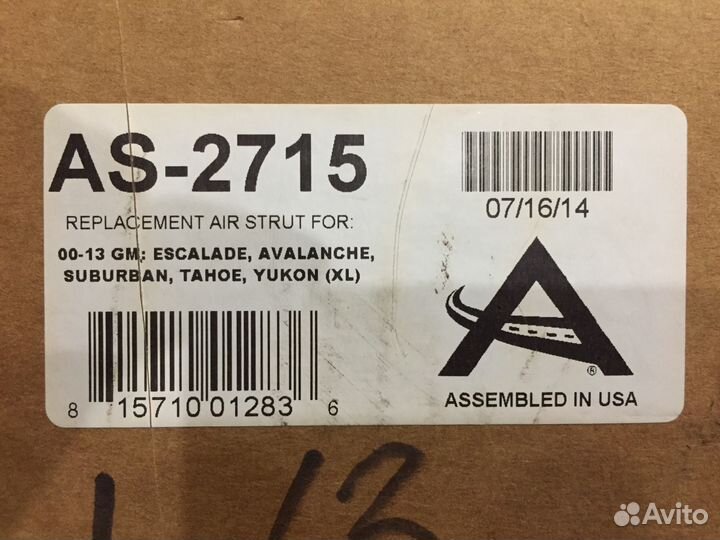 AS-2715
REPLACEMENT AIR STRUT FOR:
00-13 GM: ESCALADE, AVALANCHE,
SUBURBAN, TAHOE, YUKON (XL)
8 15710 01283 6
07/16/14
A®
ASSEMBLED IN USA
13
Avito